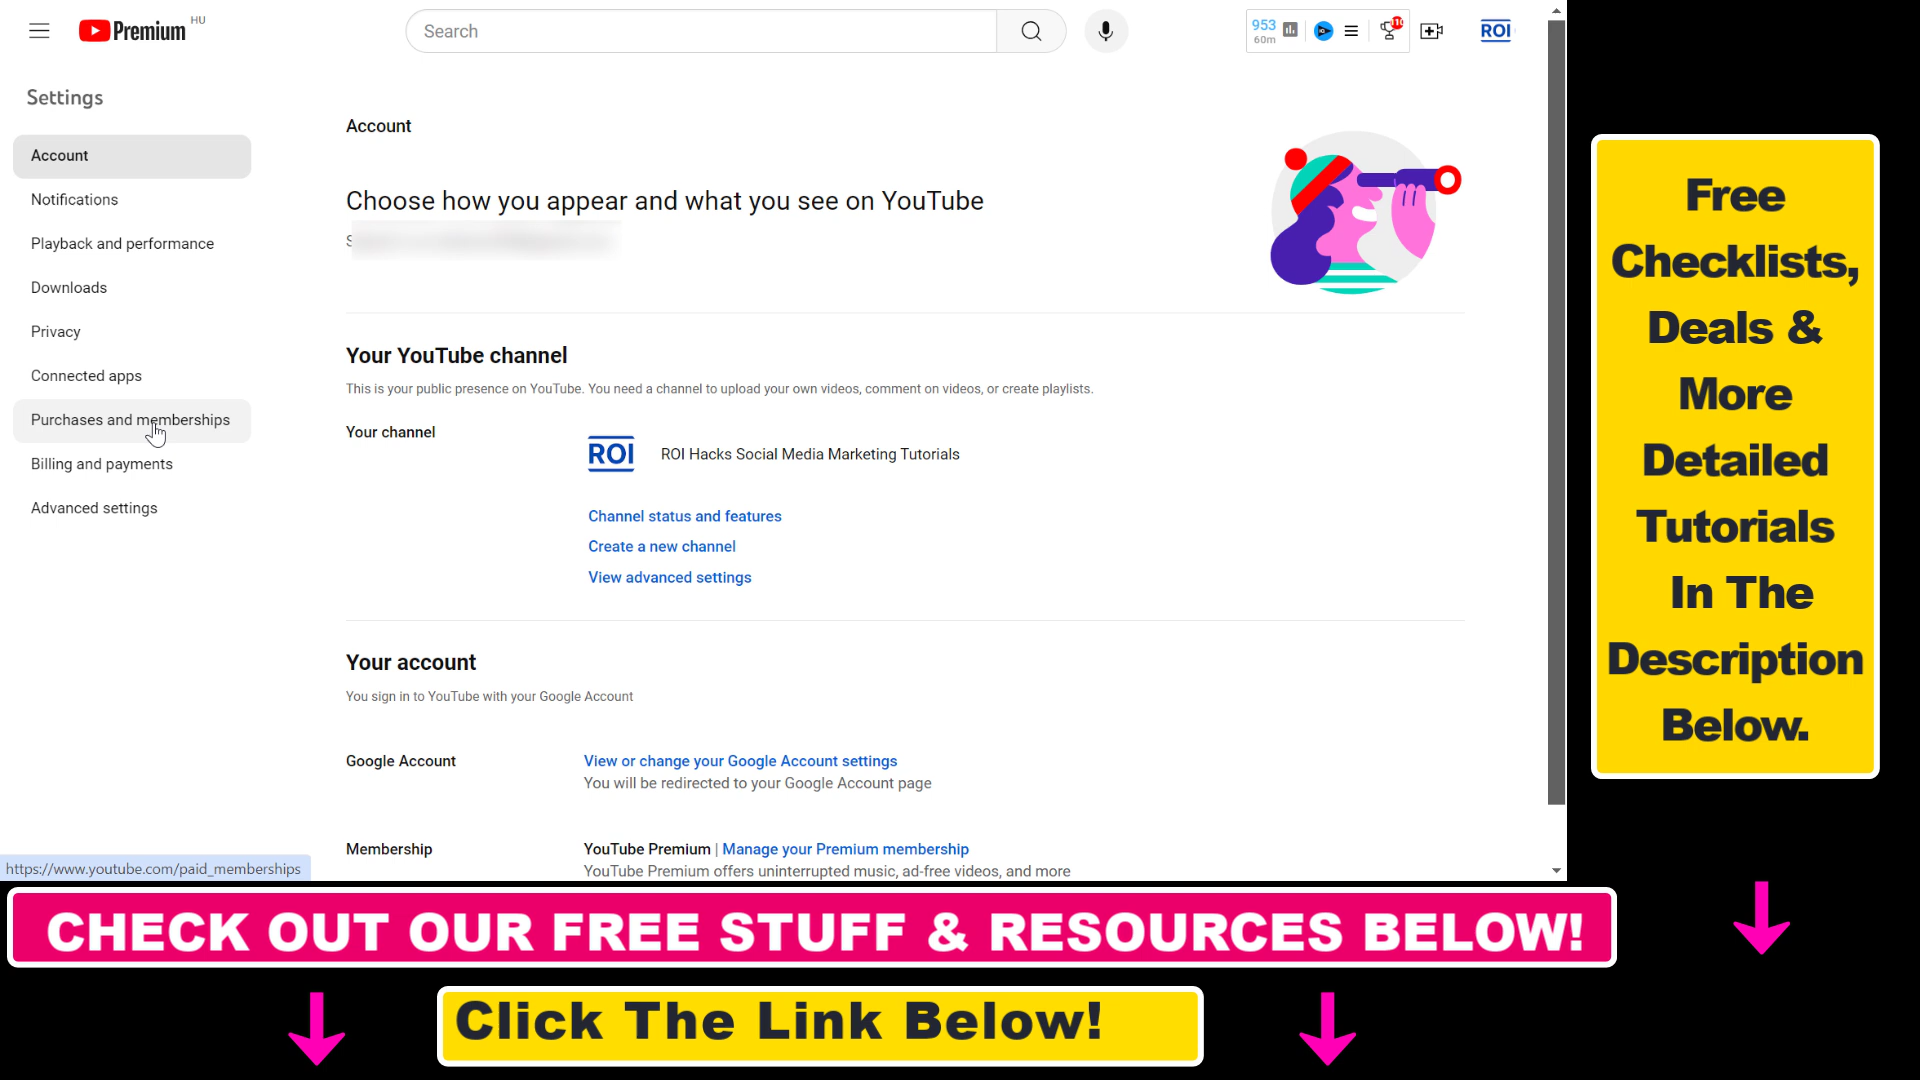 Premium HU
Search
953
60m
ROI
Settings
Account
Notifications
Playback and performance
Downloads
Privacy
Connected apps
Purchases and memberships
Billing and payments
Advanced settings
Account
Choose how you appear and what you see on YouTube
Your YouTube channel
This is your public presence on YouTube. You need a channel to upload your own videos, comment on videos, or create playlists.
Your channel
ROI
ROI Hacks Social Media Marketing Tutorials
Channel status and features
Create a new channel
View advanced settings
Your account
You sign in to YouTube with your Google Account
Google Account
View or change your Google Account settings
You will be redirected to your Google Account page
Membership
YouTube Premium | Manage your Premium membership
YouTube Premium offers uninterrupted music, ad-free videos, and more
https://www.youtube.com/paid_memberships
Free
Checklists,
Deals &
More
Detailed
Tutorials
In The
Description
Below.
CHECK OUT OUR FREE STUFF & RESOURCES BELOW!
Click The Link Below!